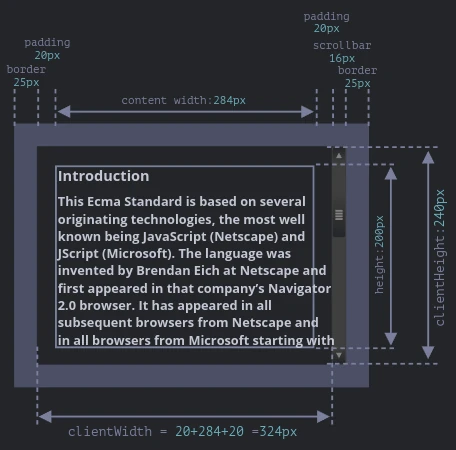 padding
20px
scrollbar
16px
border
25px
padding
20px
border
25px
content width:284px
Introduction
This Ecma Standard is based on several
originating technologies, the most well
known being JavaScript (Netscape) and
JScript (Microsoft). The language was
invented by Brendan Eich at Netscape and
first appeared in that company’s Navigator
2.0 browser. It has appeared in all
subsequent browsers from Netscape and
in all browsers from Microsoft starting with
height:200px
clientHeight:240px
clientWidth = 20+284+20 =324px